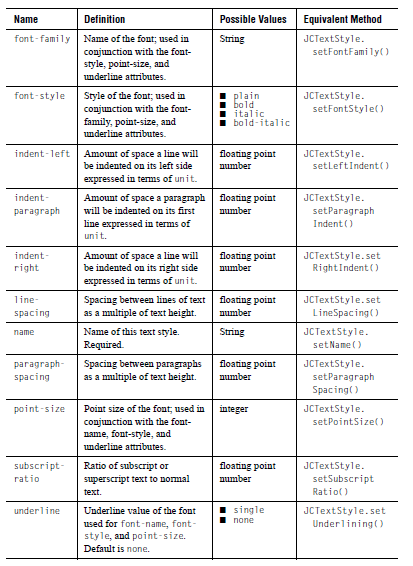 Name Definition Possible Values Equivalent Method
font-family Name of the font; used in String JCTextStyle.
conjunction with the font- setFontFamily()
style, point-size, and
underline attributes.
font-style Style of the font; used in ■ plain JCTextStyle.
conjunction with the font- ■ bold setFontStyle()
family, point-size, and ■ italic
underline attributes. ■ bold-italic
indent-left Amount of space a line will floating point JCTextStyle.
be indented on its left side number setLeftIndent()
expressed in terms of unit.
indent- Amount of space a paragraph floating point JCTextStyle.
paragraph will be indented on its first number setParagraph
line expressed in terms of Indent()
unit.
indent- Amount of space a line will floating point JCTextStyle.set
right be indented on its right side number RightIndent()
expressed in terms of unit.
line- Spacing between lines of text floating point JCTextStyle.set
spacing as a multiple of text height. number LineSpacing()
name Name of this text style. String JCTextStyle.
Required. setName()
paragraph- Spacing between paragraphs floating point JCTextStyle.
spacing as a multiple of text height. number setParagraph
Spacing()
point-size Point size of the font; used in integer JCTextStyle.
conjunction with the font- setPointSize()
name, font-style, and
underline attributes.
subscript- Ratio of subscript or floating point JCTextStyle.
ratio superscript text to normal number setSubscript
text. Ratio()
underline Underline value of the font ■ single JCTextStyle.set
used for font-name, font- ■ none Underlining()
style, and point-size.
Default is none.